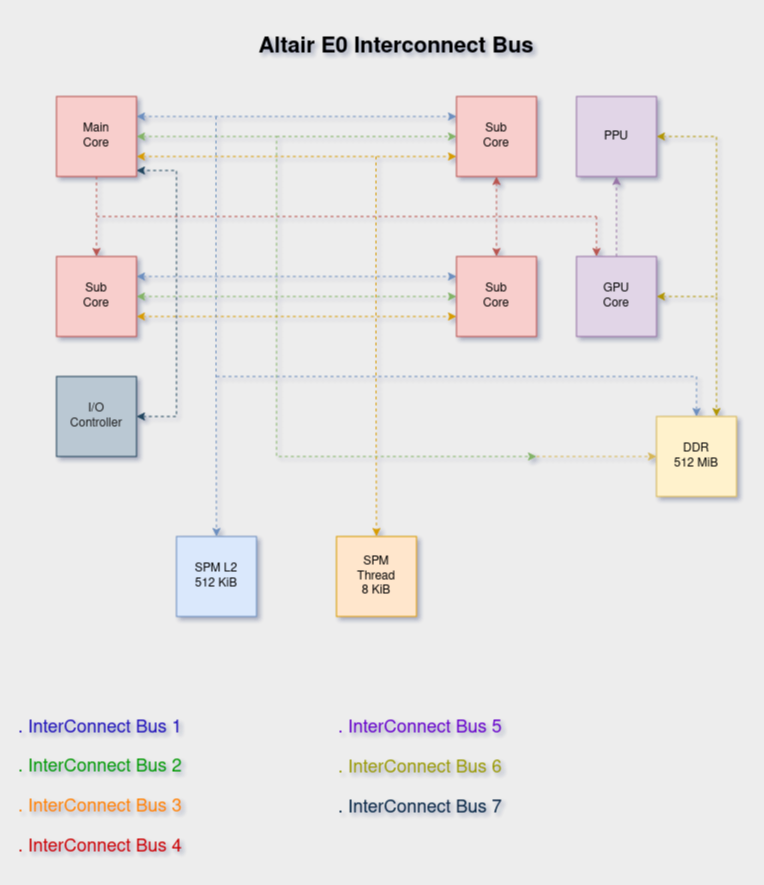 Altair E0 Interconnect Bus
Main
Core
Sub
Core
PPU
Sub
Core
Sub
Core
GPU
Core
I/O
Controller
DDR
512 MiB
SPM L2
512 KiB
SPM
Thread
8 KiB
. InterConnect Bus 1
. InterConnect Bus 5
. InterConnect Bus 2
. InterConnect Bus 6
. InterConnect Bus 3
. InterConnect Bus 7
. InterConnect Bus 4